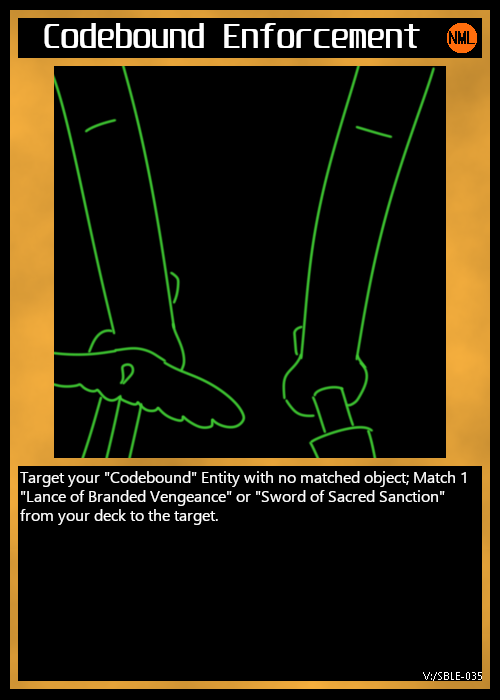 Codebound Enforcement
NML
Target your "Codebound" Entity with no matched object; Match 1
"Lance of Branded Vengeance" or "Sword of Sacred Sanction"
from your deck to the target.
V:/SBLE-035